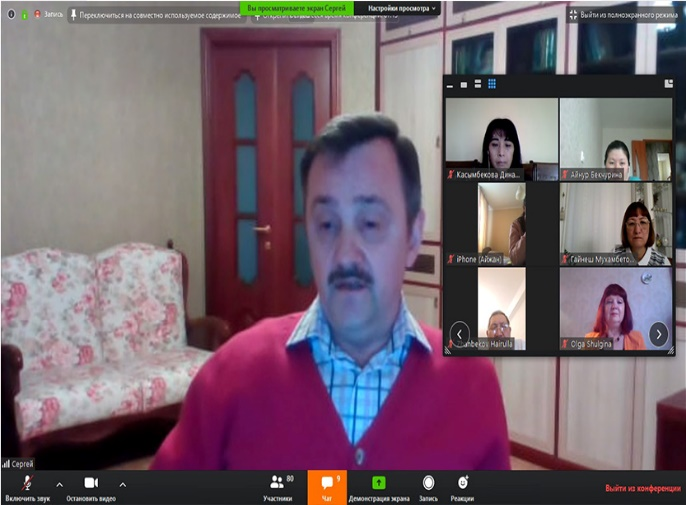 Запись
Переключиться на совместно используемое содержимое
Вы просматриваете экран Сергей
Настройки просмотра
Выйти из полноэкранного режима
Касымбекова Дина...
Айнур Бекчурина
iPhone (Айжан)
Гайнеш Мухамбето...
Hairulla
Olga Shulgina
Сергей
Включить звук
Остановить видео
80
Участники
9
Чат
Демонстрация экрана
Запись
Реакции
Выйти из конференции